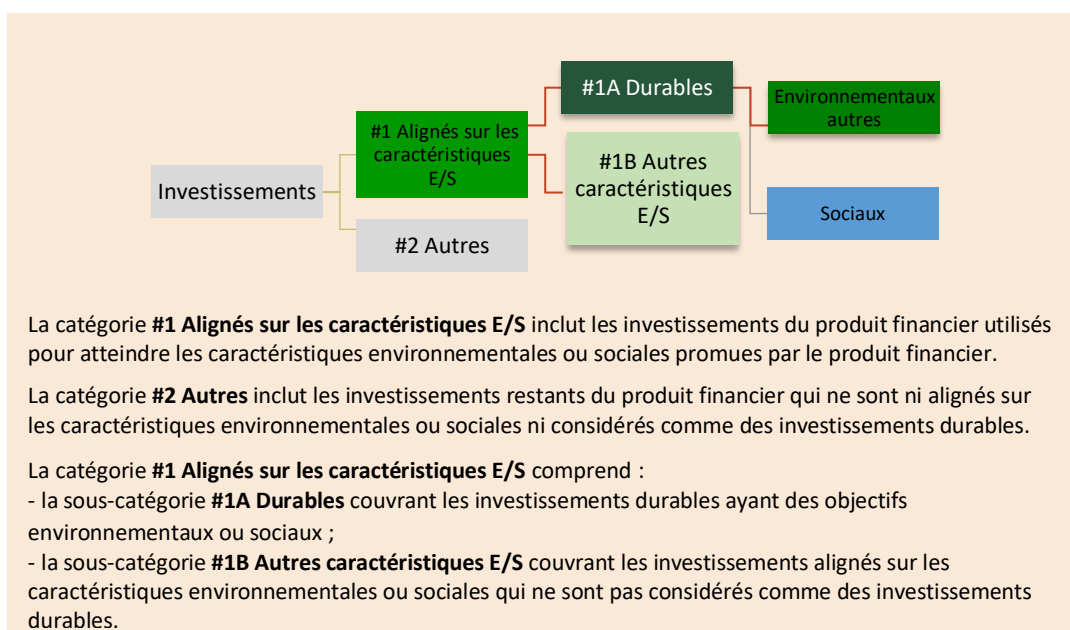 #1A Durables
Environnementaux
autres
#1 Alignés sur les
caractéristiques
E/S
#1B Autres
caractéristiques
E/S
Investissements
Sociaux
#2 Autres
La catégorie #1 Alignés sur les caractéristiques E/S inclut les investissements du produit financier utilisés
pour atteindre les caractéristiques environnementales ou sociales promues par le produit financier.
La catégorie #2 Autres inclut les investissements restants du produit financier qui ne sont ni alignés sur
les caractéristiques environnementales ou sociales ni considérés comme des investissements durables.
La catégorie #1 Alignés sur les caractéristiques E/S comprend :
- la sous-catégorie #1A Durables couvrant les investissements durables ayant des objectifs
environnementaux ou sociaux ;
- la sous-catégorie #1B Autres caractéristiques E/S couvrant les investissements alignés sur les
caractéristiques environnementales ou sociales qui ne sont pas considérés comme des investissements
durables.